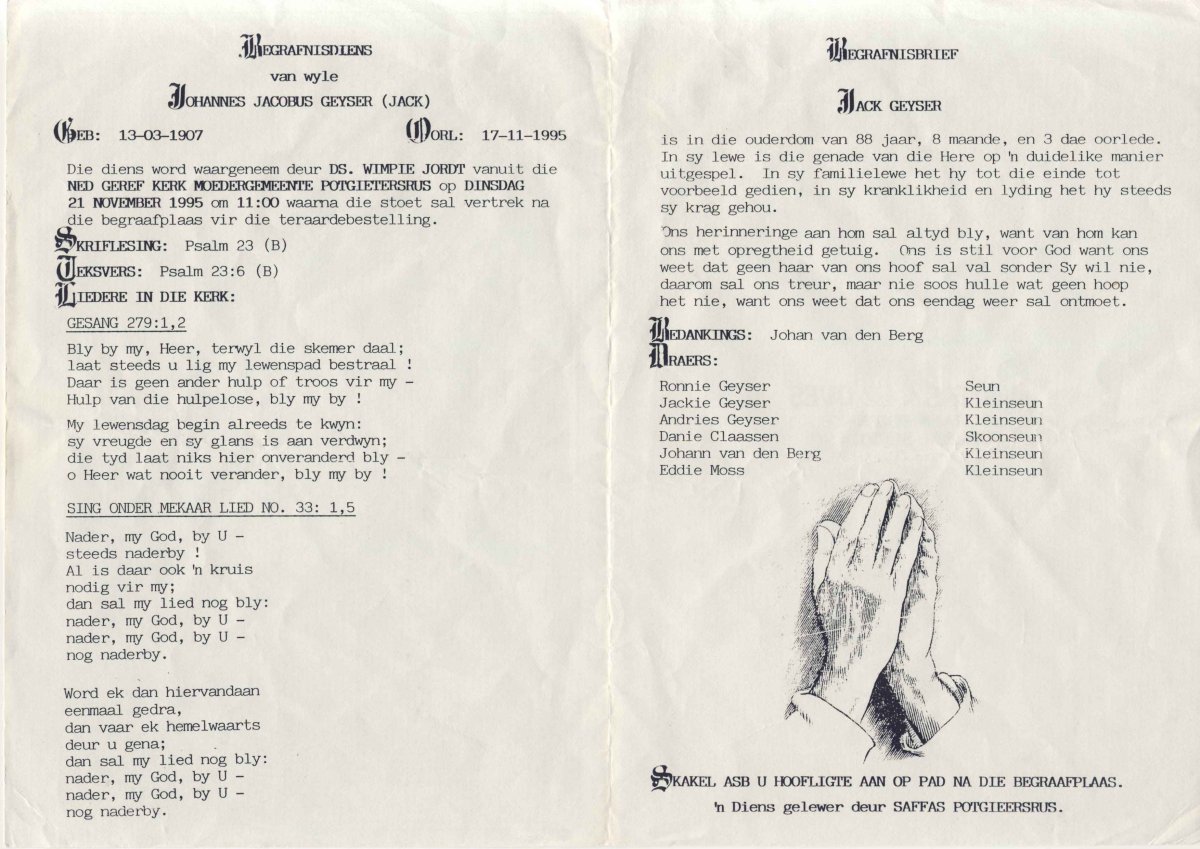 BEGRAFNISDIENS
van wyle
JOHANNES JACOBUS GEYSER (JACK)
GEB: 13-03-1907 OORL: 17-11-1995
Die diens word waargeneem deur DS. WIMPIE JORDT vanuit die
NED GEREF KERK MOEDERGEMEENTE POTGIETERSRUS op DINSDAG
21 NOVEMBER 1995 om 11:00 waarna die stoet sal vertrek na
die begraafplaas vir die teraardebestelling.
SKRIFLESING: Psalm 23 (B)
TEKSVERS: Psalm 23:6 (B)
LIEDERE IN DIE KERK:
GESANG 279:1,2
Bly by my, Heer, terwyl die skemer daal;
laat steeds u lig my lewenspad bestraal !
Daar is geen ander hulp of troos vir my -
Hulp van die hulpelose, bly my by !
My lewensdag begin alreeds te kwyn:
sy vreugde en sy glans is aan verdwyn;
die tyd laat niks hier onveranderd bly -
o Heer wat nooit verander, bly my by !
SING ONDER MEKAAR LIED NO. 33: 1,5
Nader, my God, by U -
steeds naderby !
Al is daar ook 'n kruis
nodig vir my;
dan sal my lied nog bly:
nader, my God, by U -
nader, my God, by U -
nog naderby.
Word ek dan hiervandaan
eenmaal gedra,
dan vaar ek hemelwaarts
deur u gena;
dan sal my lied nog bly:
nader, my God, by U -
nader, my God, by U -
nog naderby.
BEGRAFNISBRIEF
JACK GEYSER
is in die ouderdom van 88 jaar, 8 maande, en 3 dae oorlede.
In sy lewe is die genade van die Here op 'n duidelike manier
uitgespel. In sy familielewe het hy tot die einde tot
voorbeeld gedien, in sy kranklikheid en lyding het hy steeds
sy krag gehou.
Ons herinneringe aan hom sal altyd bly, want van hom kan
ons met opregtheid getuig. Ons is stil voor God want ons
weet dat geen haar van ons hoof sal val sonder Sy wil nie,
daarom sal ons treur, maar nie soos hulle wat geen hoop
het nie, want ons weet dat ons eendag weer sal ontmoet.
BEDANKINGS: Johan van den Berg
DRAERS:
Ronnie Geyser Seun
Jackie Geyser Kleinseun
Andries Geyser Kleinseun
Danie Claassen Skoonseun
Johann van den Berg Kleinseun
Eddie Moss Kleinseun
SKAKEL ASB U HOOFLIGTE AAN OP PAD NA DIE BEGRAAFPLAAS.
'n Diens gelewer deur SAFFAS POTGIEERSRUS.